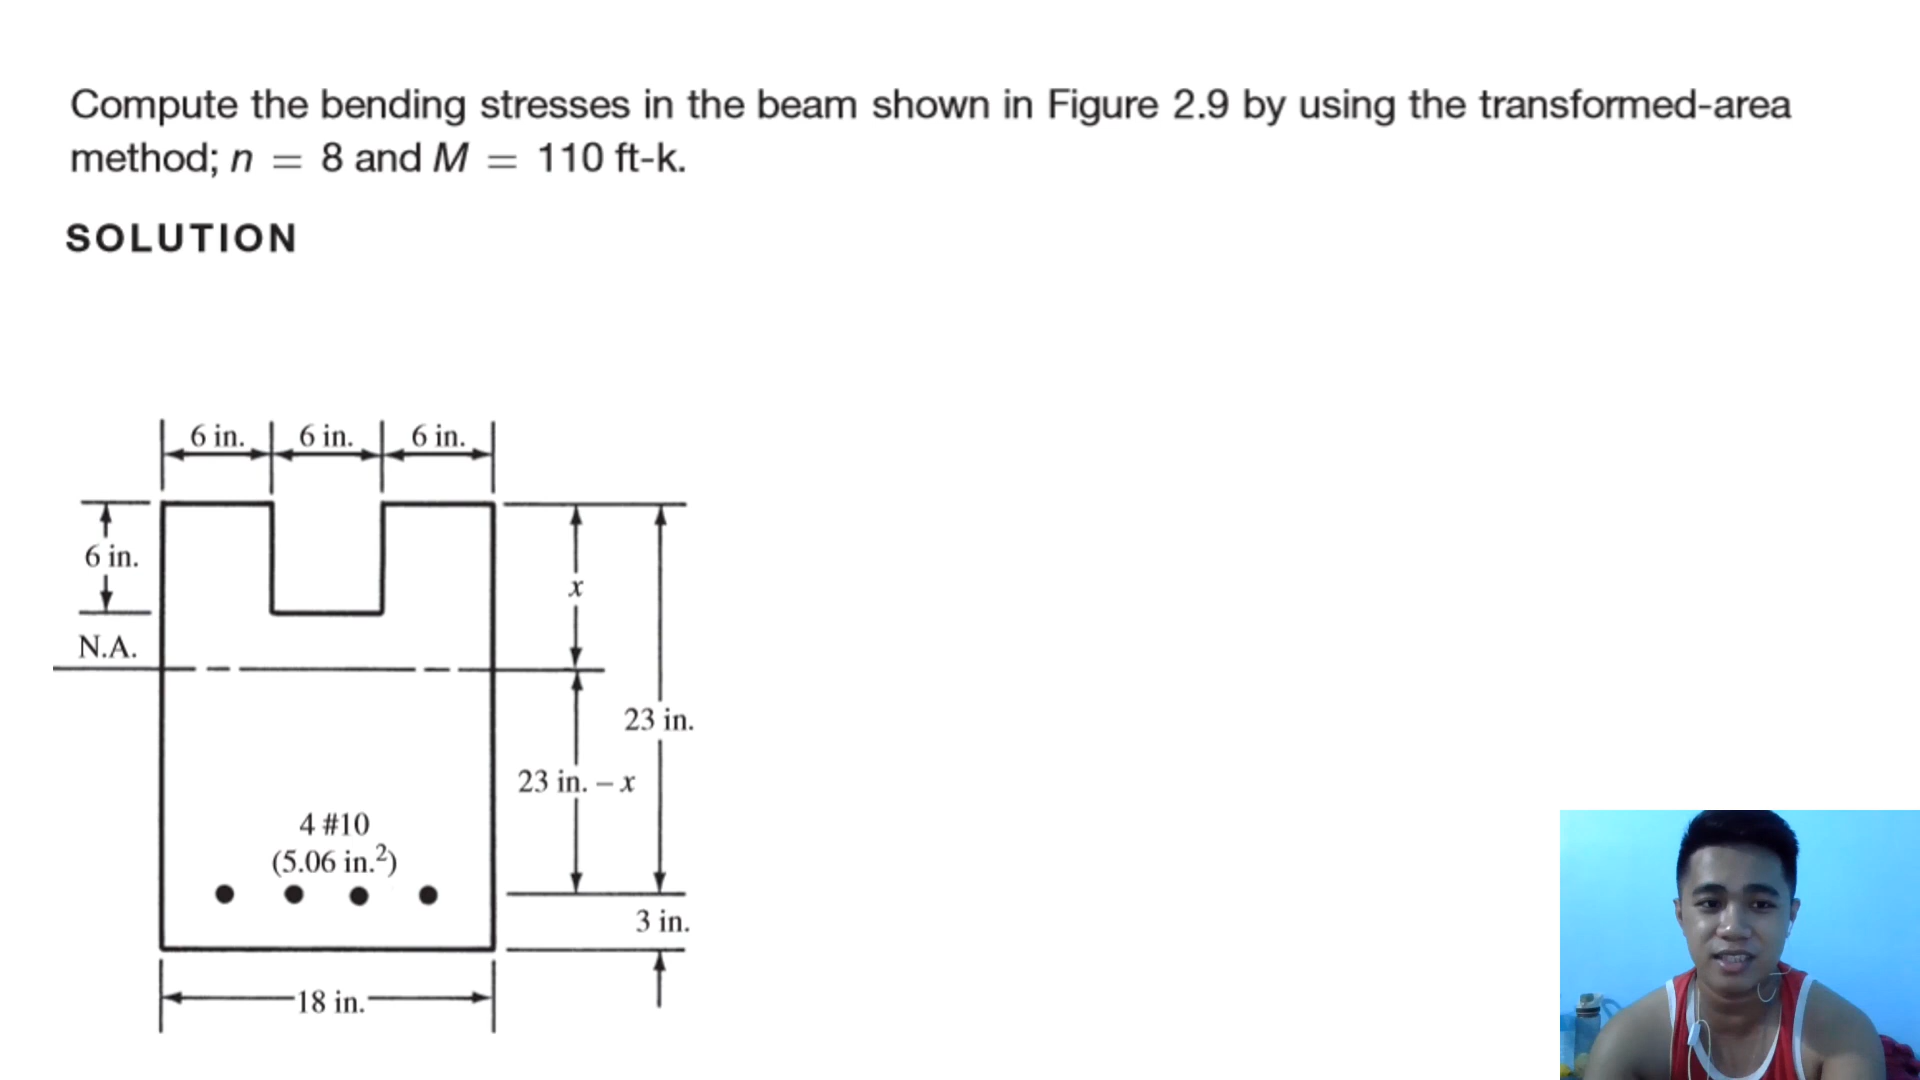 Compute the bending stresses in the beam shown in Figure 2.9 by using the transformed-area
method; n = 8 and M = 110 ft-k.
SOLUTION
6 in. 6 in. 6 in.
6 in.
x
N.A.
23 in.
23 in. – x
4 #10
(5.06 in.²)
3 in.
18 in.